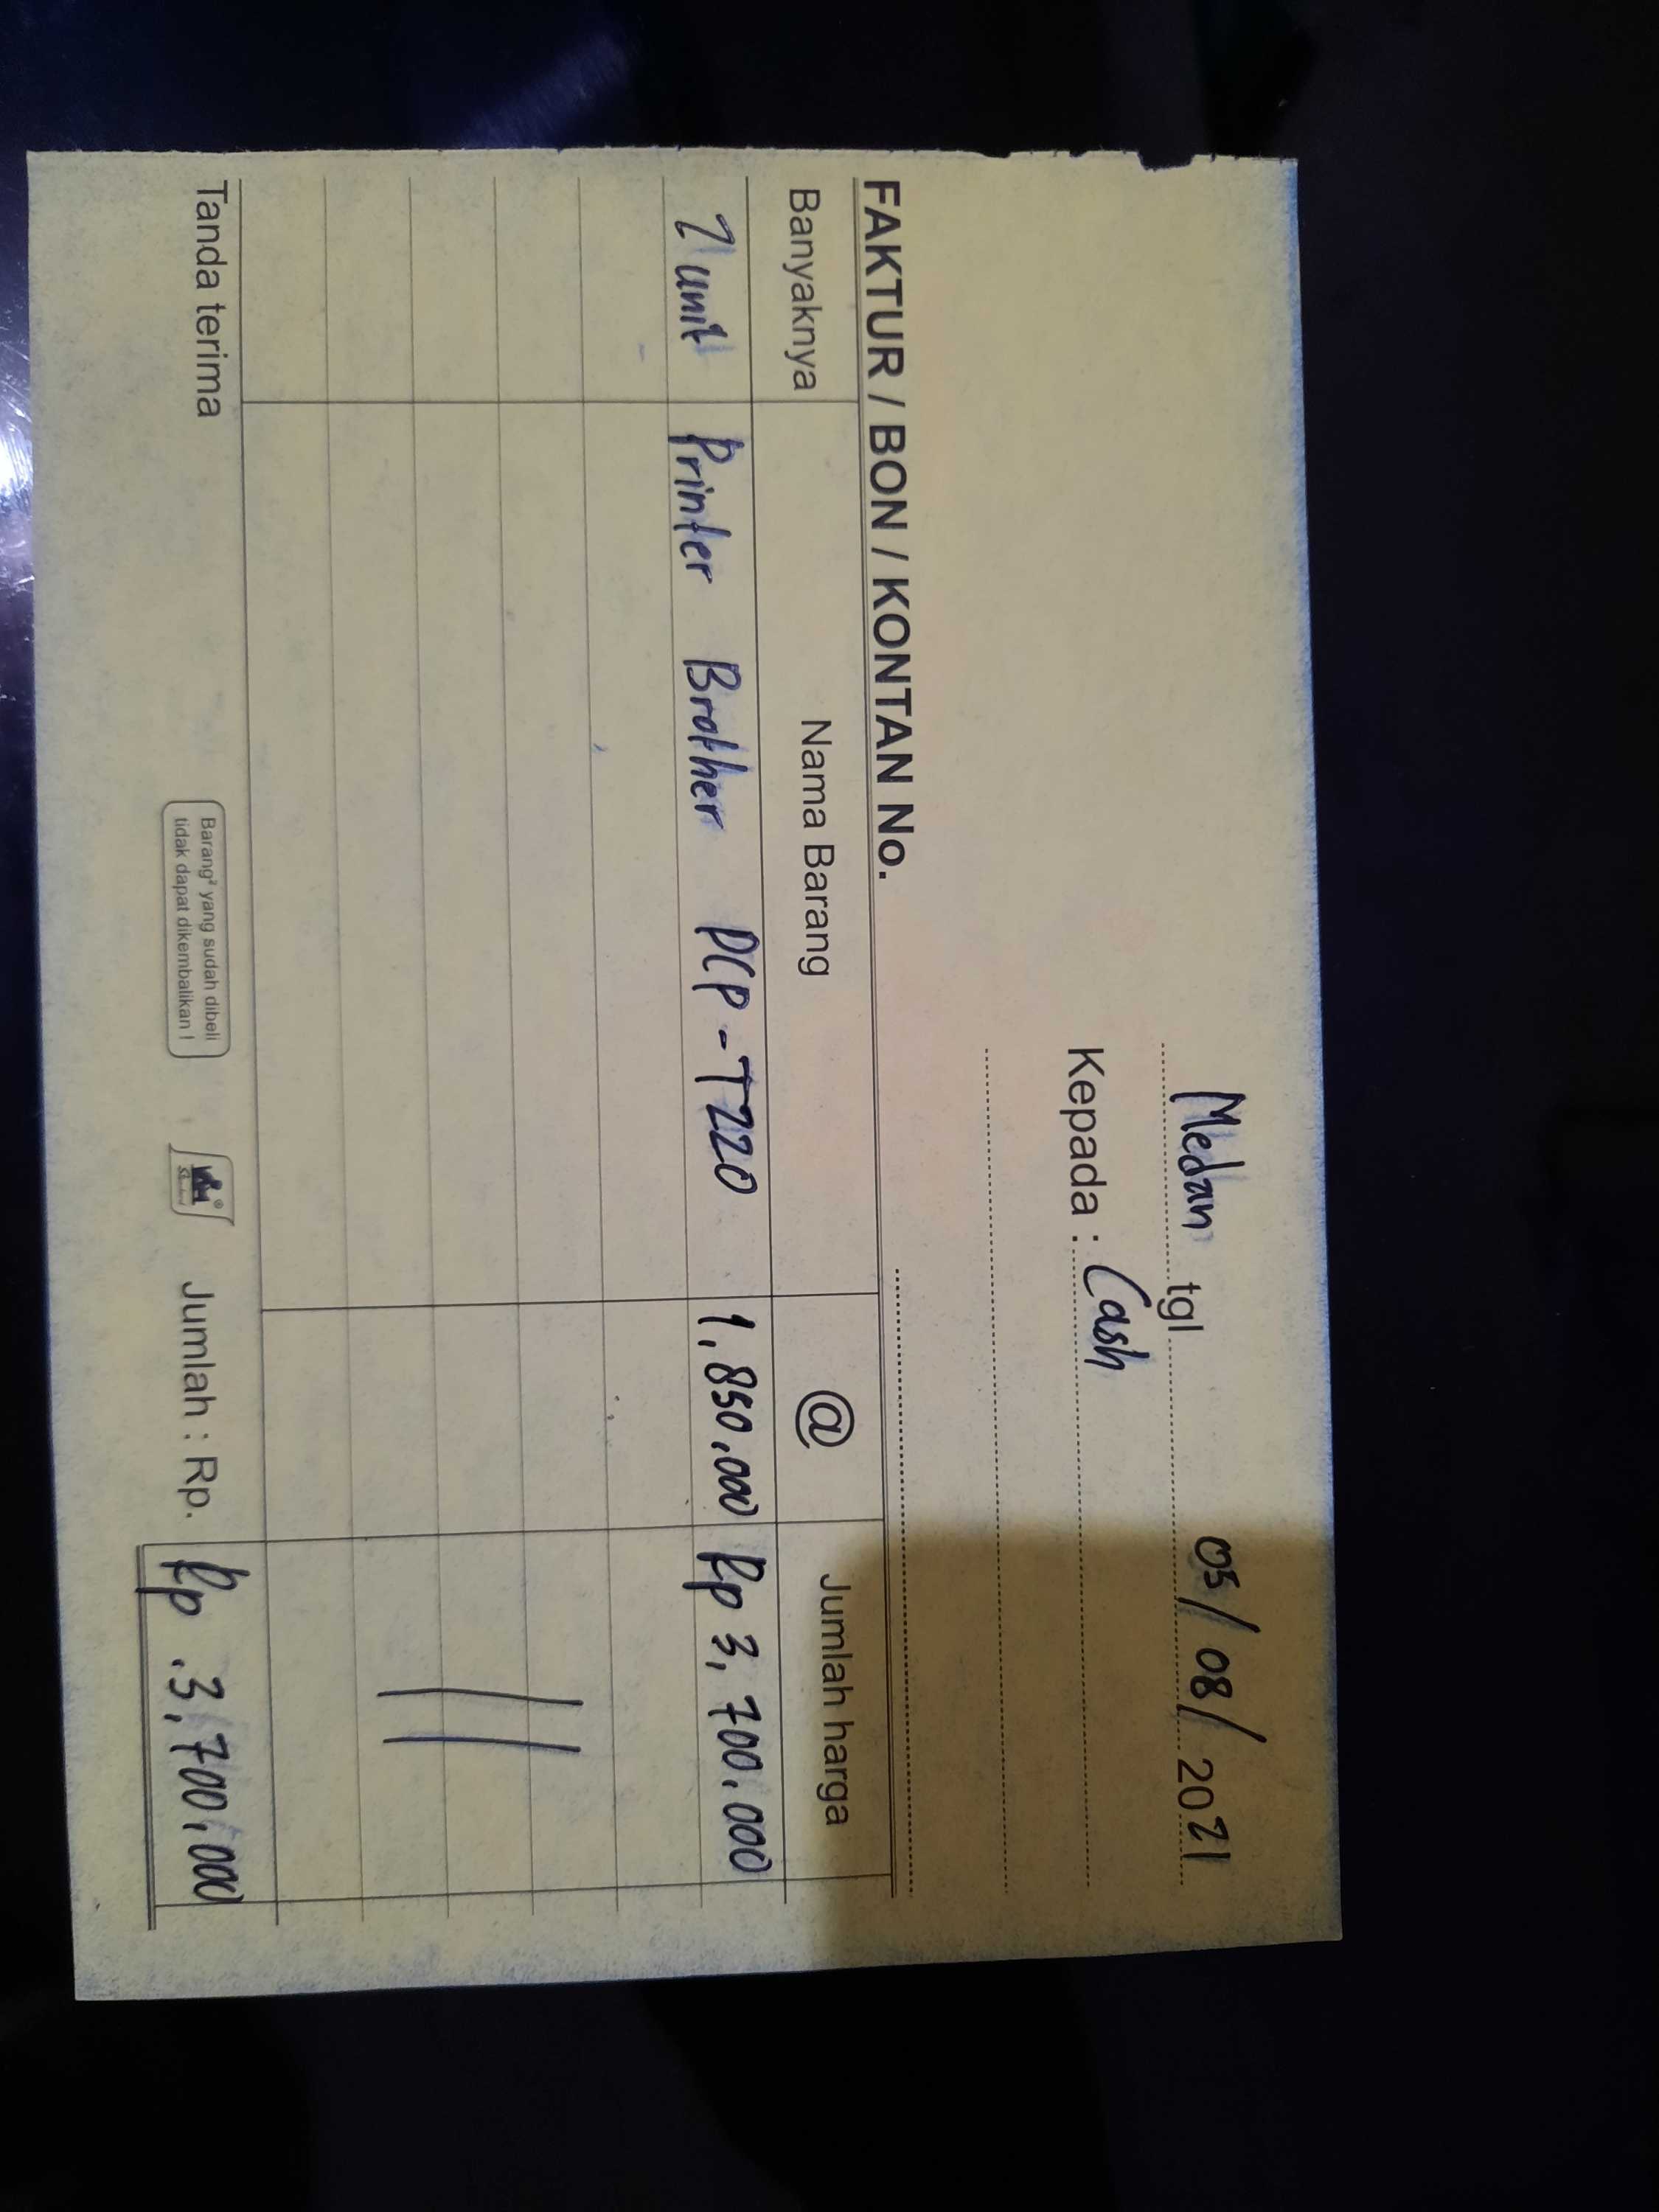 Medan tgl 05/08/2021
Kepada : Cash
FAKTUR / BON / KONTAN No.
Banyaknya Nama Barang @ Jumlah harga
2 unit Printer Brother DCP-T220 1,850.000 Rp 3,700.000
Tanda terima
Barang² yang sudah dibeli
tidak dapat dikembalikan !
Jumlah : Rp. Rp .3,700,000